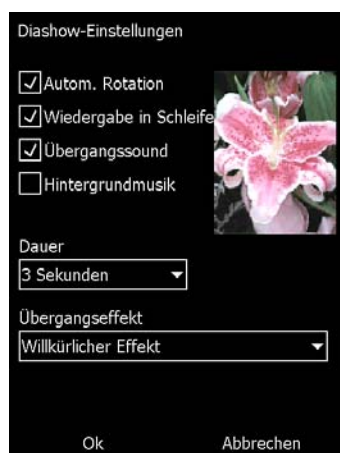 Diashow-Einstellungen
Autom. Rotation
Wiedergabe in Schleife
Übergangssound
Hintergrundmusik
Dauer
3 Sekunden
Übergangseffekt
Willkürlicher Effekt
Ok Abbrechen